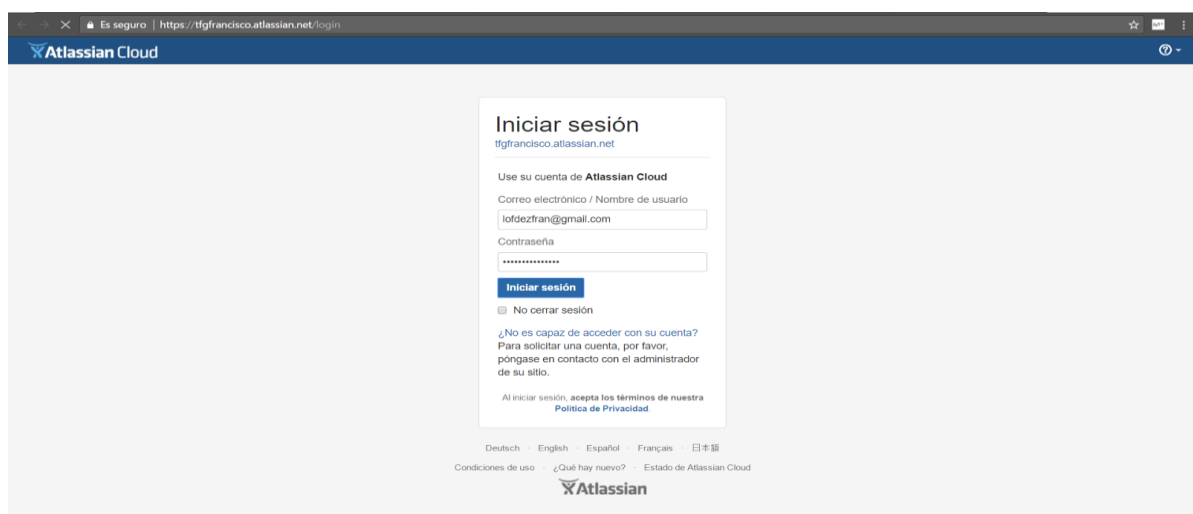 Es seguro | https://tfgfrancisco.atlassian.net/login
Atlassian Cloud
Iniciar sesión
tfgfrancisco.atlassian.net
Use su cuenta de Atlassian Cloud
Correo electrónico / Nombre de usuario
lofdezfran@gmail.com
Contraseña
•••••••••••••••
Iniciar sesión
No cerrar sesión
¿No es capaz de acceder con su cuenta?
Para solicitar una cuenta, por favor,
póngase en contacto con el administrador
de su sitio.
Al iniciar sesión, acepta los términos de nuestra
Política de Privacidad.
Deutsch · English · Español · Français · 日本語
Condiciones de uso · ¿Qué hay nuevo? · Estado de Atlassian Cloud
Atlassian